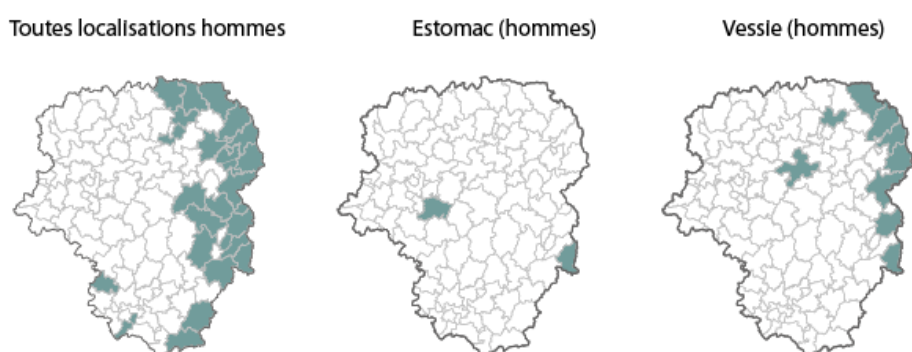 Toutes localisations hommes
Estomac (hommes)
Vessie (hommes)